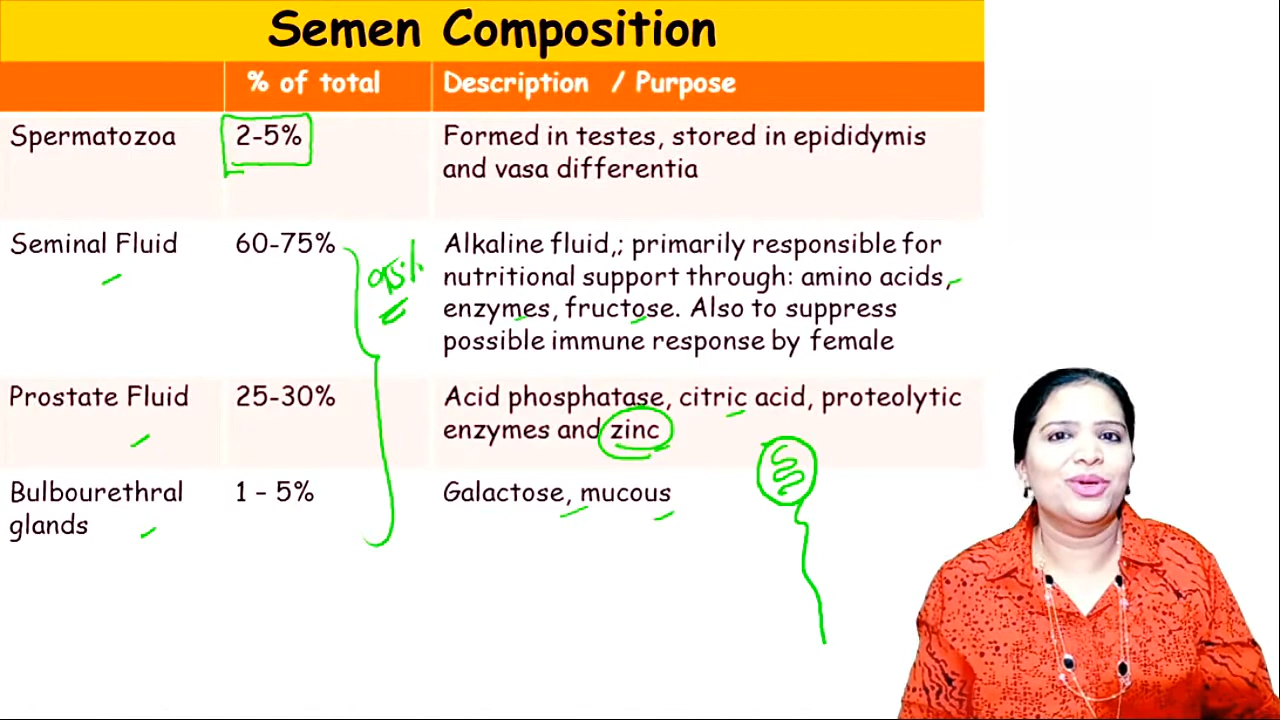 Semen Composition
% of total Description / Purpose
Spermatozoa 2-5% Formed in testes, stored in epididymis
and vasa differentia
Seminal Fluid 60-75% Alkaline fluid,; primarily responsible for
nutritional support through: amino acids,
enzymes, fructose. Also to suppress
possible immune response by female
95%
Prostate Fluid 25-30% Acid phosphatase, citric acid, proteolytic
enzymes and zinc
Bulbourethral 1 - 5% Galactose, mucous
glands